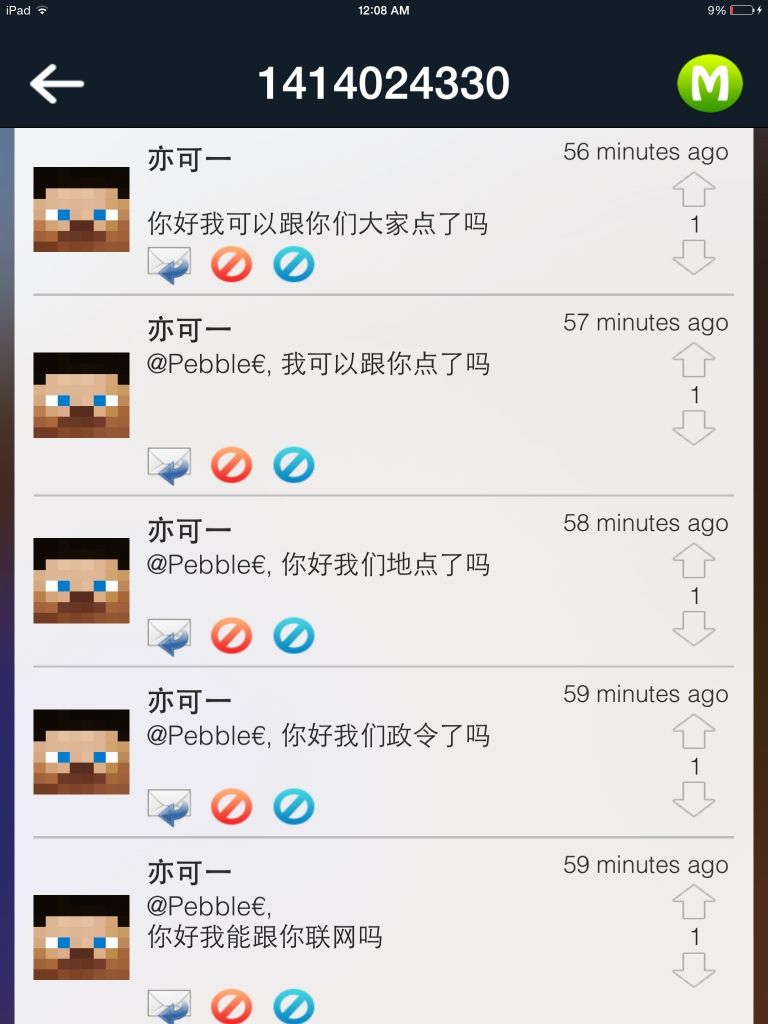 iPad 12:08 AM 9%
1414024330 M
亦可一 56 minutes ago
你好我可以跟你们大家点了吗
1
亦可一 57 minutes ago
@Pebble€, 我可以跟你点了吗
1
亦可一 58 minutes ago
@Pebble€, 你好我们地点了吗
1
亦可一 59 minutes ago
@Pebble€, 你好我们政令了吗
1
亦可一 59 minutes ago
@Pebble€,
你好我能跟你联网吗
1